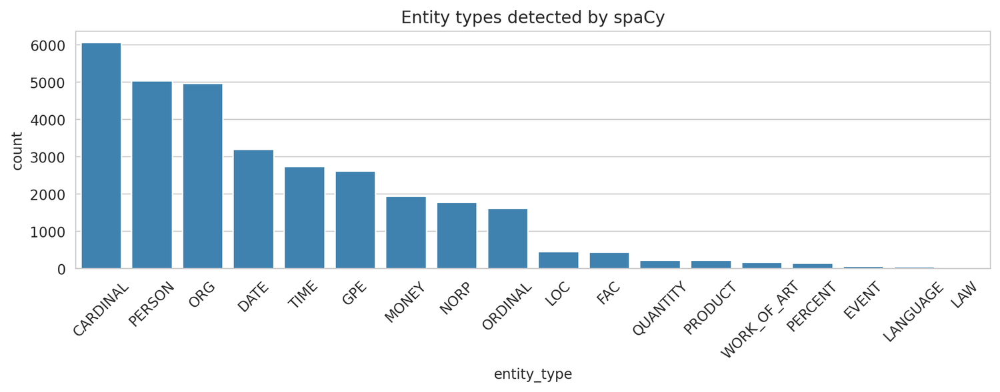 Entity types detected by spaCy
count
6000
5000
4000
3000
2000
1000
0
CARDINAL
PERSON
ORG
DATE
TIME
GPE
MONEY
NORP
ORDINAL
LOC
FAC
QUANTITY
PRODUCT
WORK_OF_ART
PERCENT
EVENT
LANGUAGE
LAW
entity_type